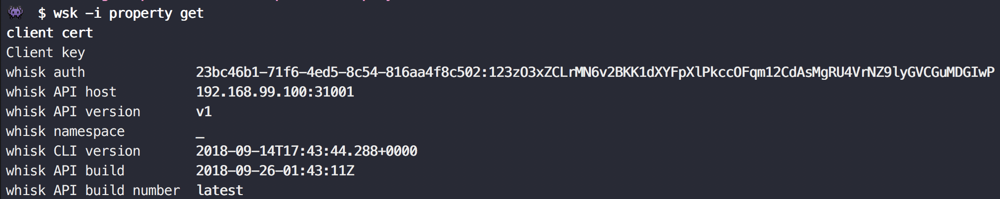 $ wsk -i property get
client cert
Client key
whisk auth 23bc46b1-71f6-4ed5-8c54-816aa4f8c502:123zO3xZCLrMN6v2BKK1dXYFpXlPkccOFqm12CdAsMgRU4VrNZ9lyGVCGuMDGIwP
whisk API host 192.168.99.100:31001
whisk API version v1
whisk namespace _
whisk CLI version 2018-09-14T17:43:44.288+0000
whisk API build 2018-09-26-01:43:11Z
whisk API build number latest